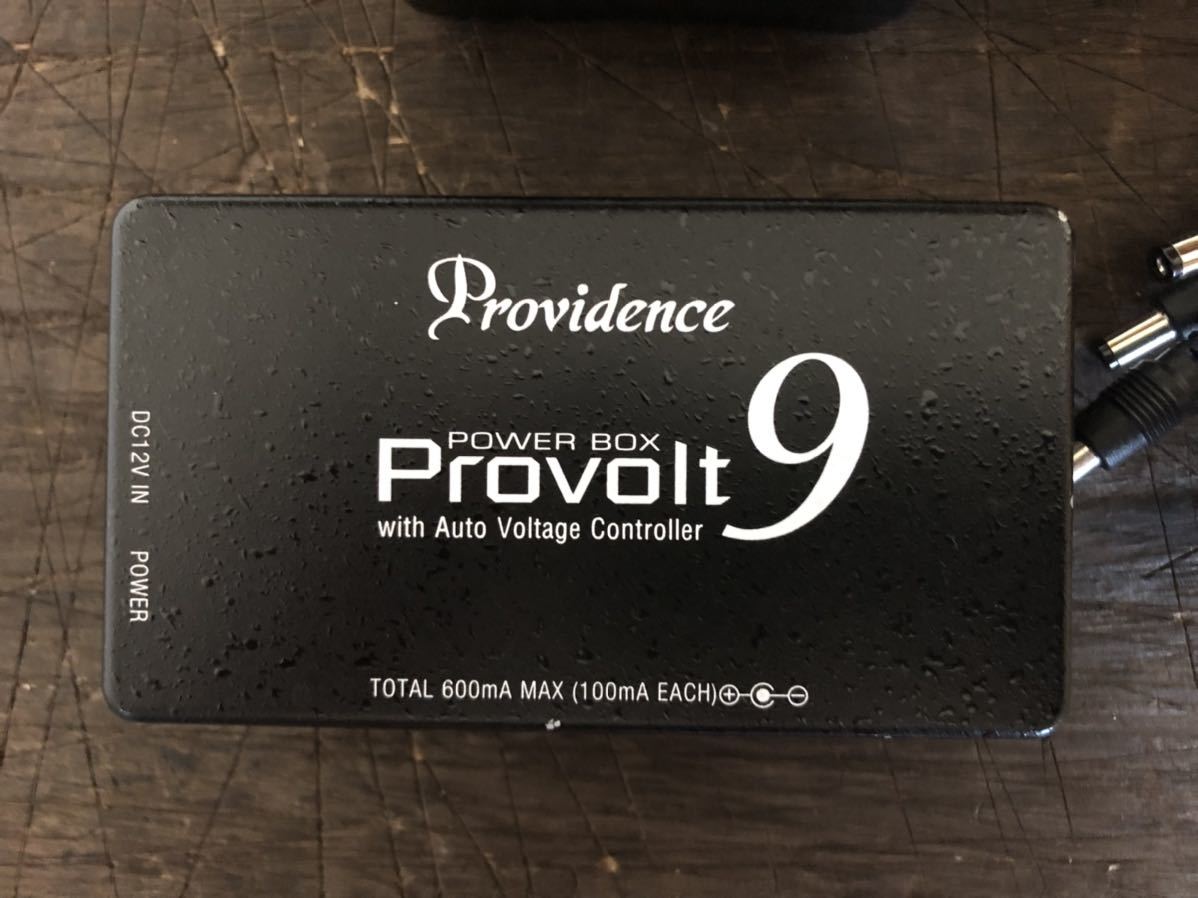 Providence
POWER BOX
Provolt 9
with Auto Voltage Controller
DC12V IN
POWER
TOTAL 600mA MAX (100mA EACH)